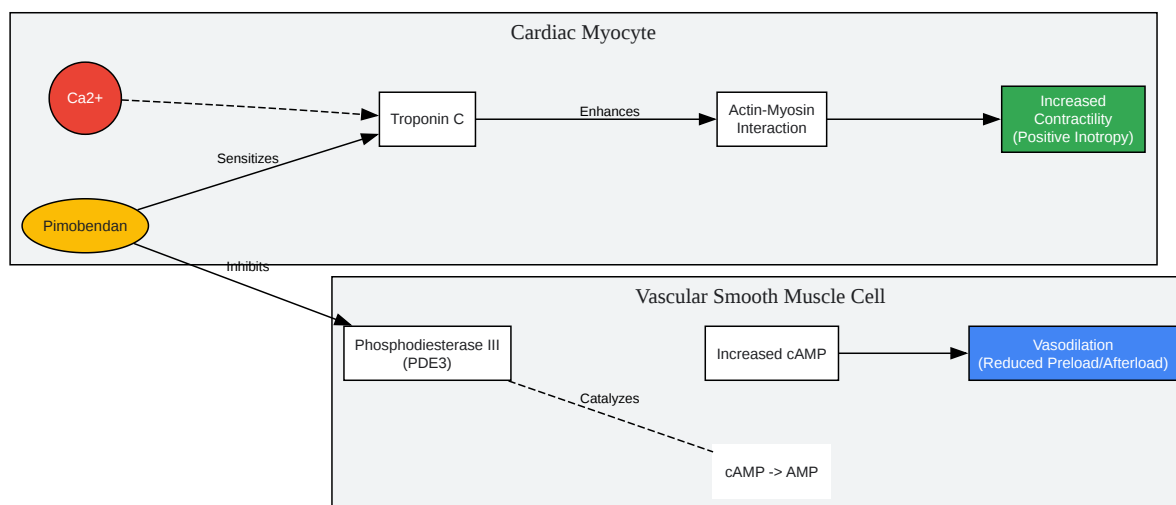 Cardiac Myocyte
Ca2+
Troponin C
Enhances
Actin-Myosin
Interaction
Increased
Contractility
(Positive Inotropy)
Sensitizes
Pimobendan
Inhibits
Vascular Smooth Muscle Cell
Phosphodiesterase III
(PDE3)
Increased cAMP
Vasodilation
(Reduced Preload/Afterload)
Catalyzes
cAMP -> AMP